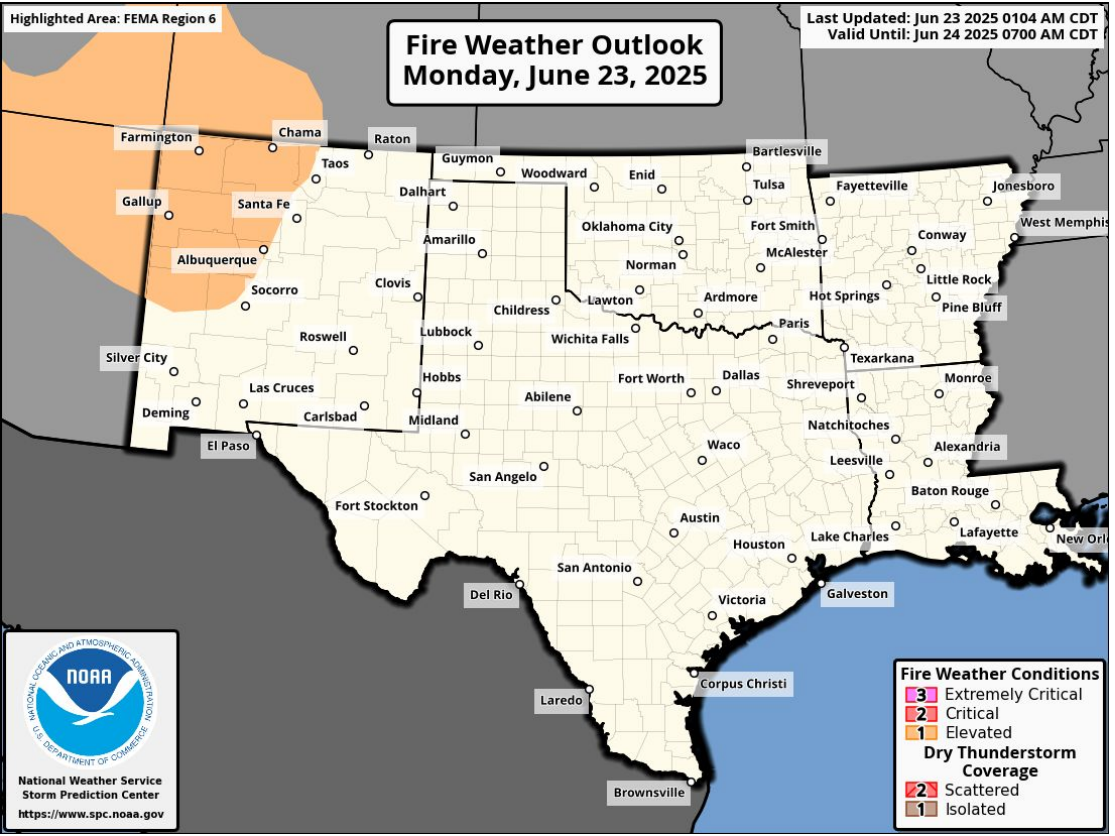 Highlighted Area: FEMA Region 6
Fire Weather Outlook
Monday, June 23, 2025
Last Updated: Jun 23 2025 0104 AM CDT
Valid Until: Jun 24 2025 0700 AM CDT
Farmington
Chama
Raton
Taos
Guymon
Woodward
Enid
Bartlesville
Tulsa
Fayetteville
Jonesboro
Gallup
Santa Fe
Dalhart
Oklahoma City
Fort Smith
West Memphis
Albuquerque
Amarillo
Norman
McAlester
Conway
Socorro
Clovis
Childress
Lawton
Ardmore
Hot Springs
Little Rock
Pine Bluff
Roswell
Lubbock
Wichita Falls
Paris
Texarkana
Silver City
Las Cruces
Hobbs
Fort Worth
Dallas
Shreveport
Monroe
Deming
Carlsbad
Midland
Abilene
Natchitoches
El Paso
San Angelo
Waco
Leesville
Alexandria
Fort Stockton
Austin
Baton Rouge
Houston
Lake Charles
Lafayette
New Orl
Del Rio
San Antonio
Victoria
Galveston
Laredo
Corpus Christi
Brownsville
NATIONAL OCEANIC AND ATMOSPHERIC ADMINISTRATION
NOAA
U.S. DEPARTMENT OF COMMERCE
National Weather Service
Storm Prediction Center
https://www.spc.noaa.gov
Fire Weather Conditions
3 Extremely Critical
2 Critical
1 Elevated
Dry Thunderstorm
Coverage
2 Scattered
1 Isolated